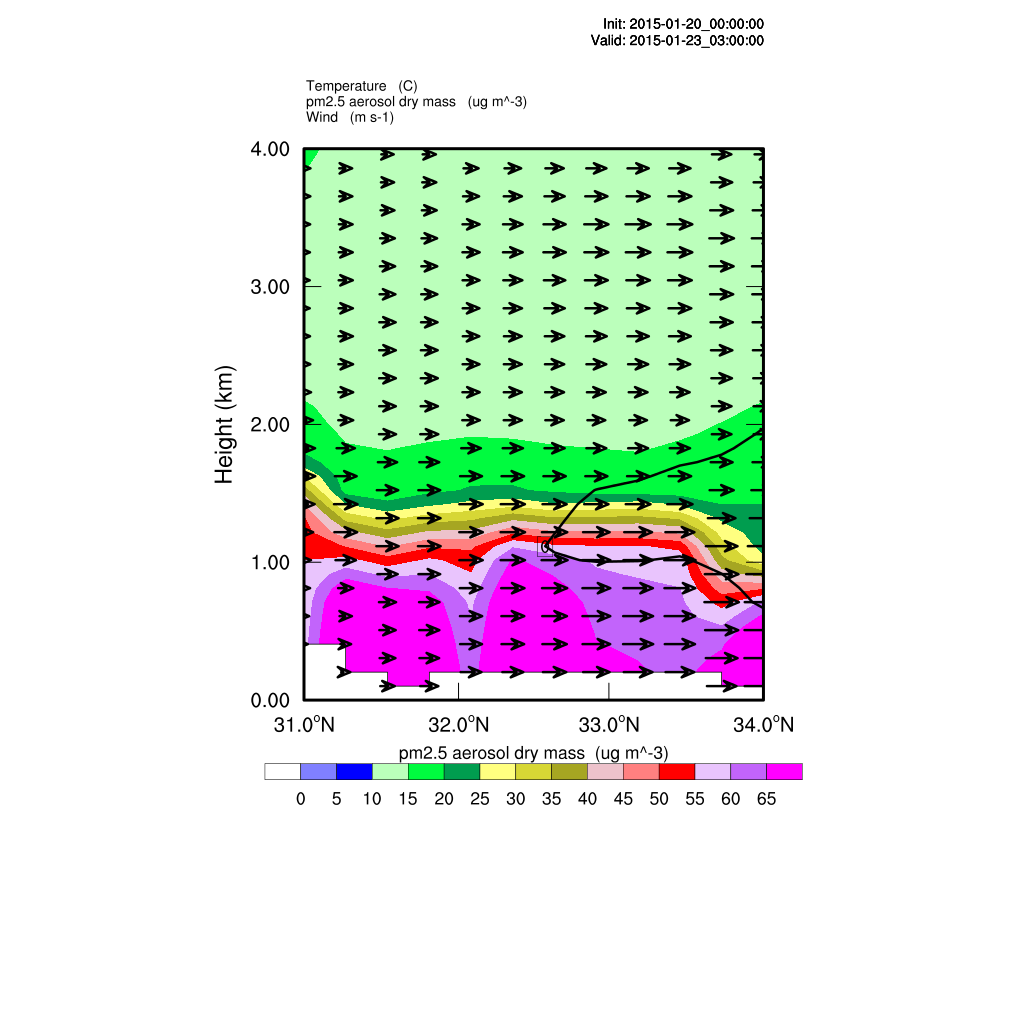 Init: 2015-01-20_00:00:00
Valid: 2015-01-23_03:00:00
Temperature (C)
pm2.5 aerosol dry mass (ug m^-3)
Wind (m s-1)
4.00
3.00
2.00
1.00
0.00
Height (km)
0
31.0°N 32.0°N 33.0°N 34.0°N
pm2.5 aerosol dry mass (ug m^-3)
0 5 10 15 20 25 30 35 40 45 50 55 60 65